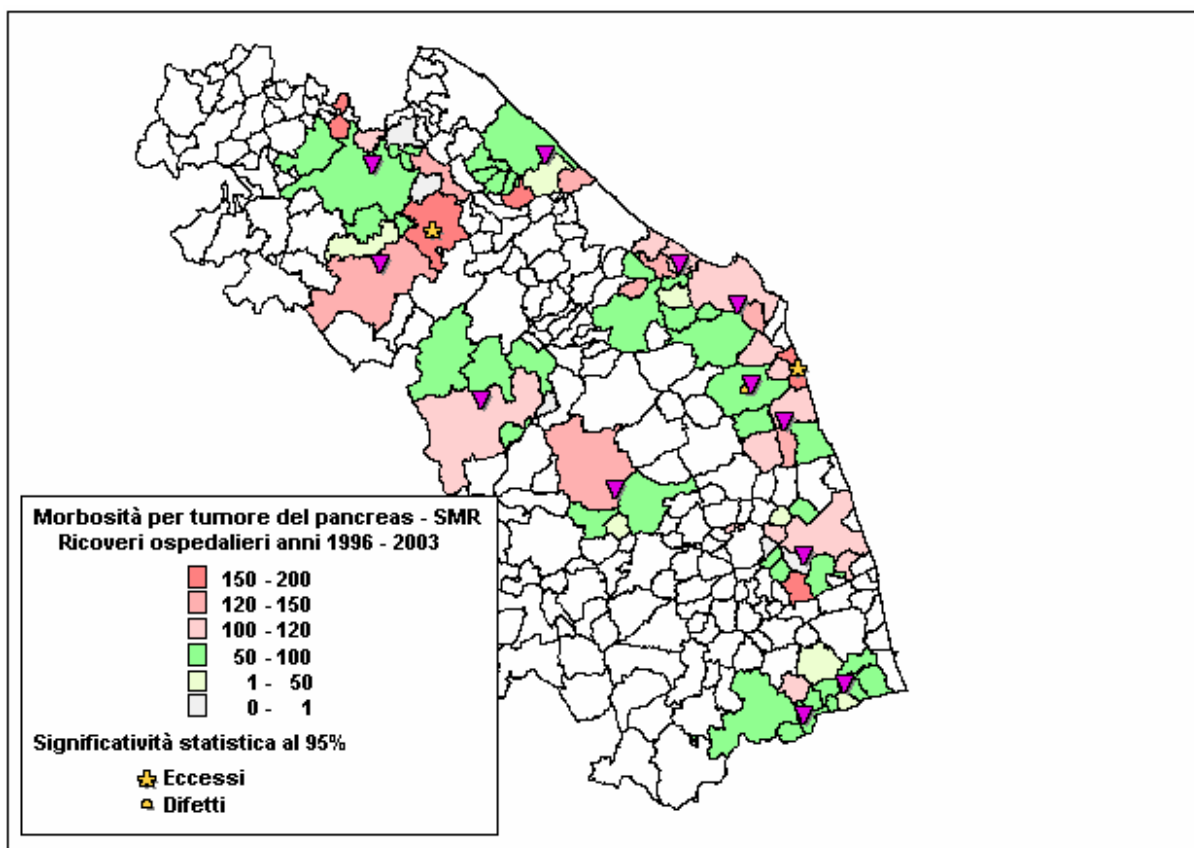 Morbosità per tumore del pancreas - SMR
Ricoveri ospedalieri anni 1996 - 2003
150 - 200
120 - 150
100 - 120
50 - 100
1 - 50
0 - 1
Significatività statistica al 95%
Eccessi
Difetti